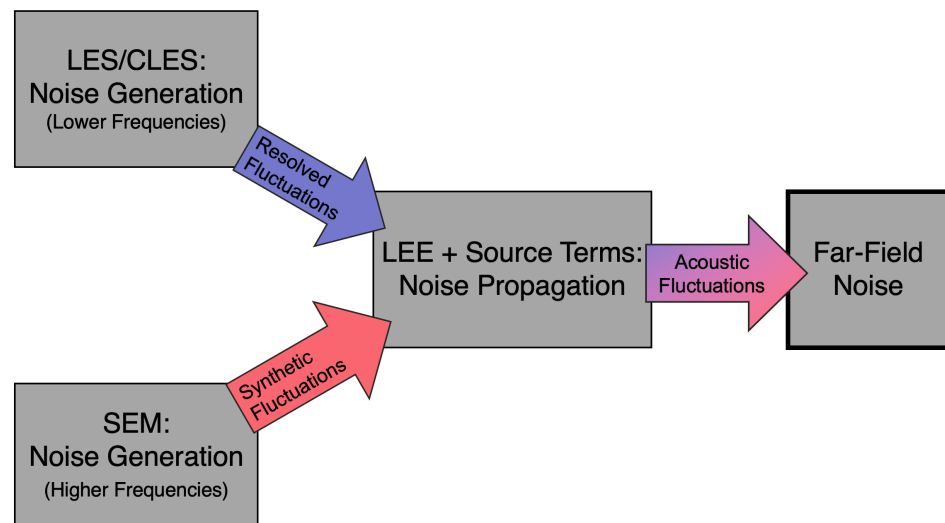 LES/CLES:
Noise Generation
(Lower Frequencies)
Resolved
Fluctuations
LEE + Source Terms:
Noise Propagation
Acoustic
Fluctuations
Far-Field
Noise
Synthetic
Fluctuations
SEM:
Noise Generation
(Higher Frequencies)